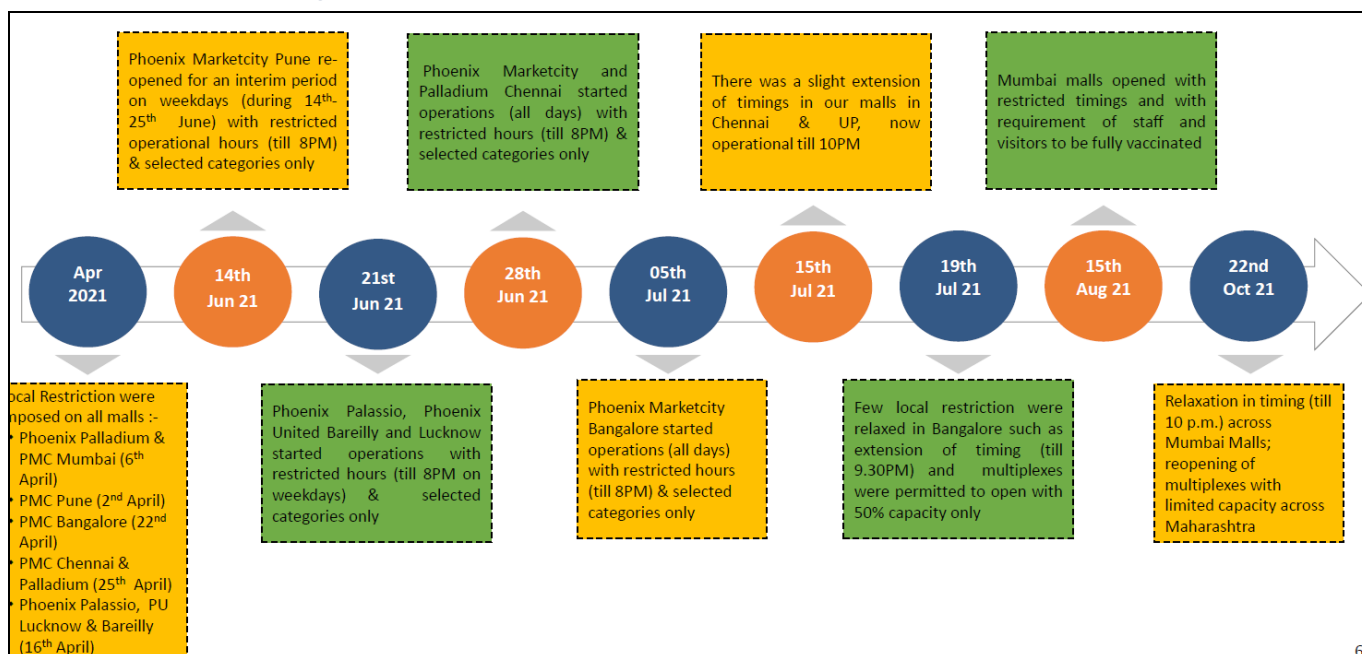 Phoenix Marketcity Pune re-
opened for an interim period
on weekdays (during 14th-
25th June) with restricted
operational hours (till 8PM)
& selected categories only
Phoenix Marketcity and
Palladium Chennai started
operations (all days) with
restricted hours (till 8PM) &
selected categories only
There was a slight extension
of timings in our malls in
Chennai & UP, now
operational till 10PM
Mumbai malls opened with
restricted timings and with
requirement of staff and
visitors to be fully vaccinated
Apr
2021
14th
Jun 21
21st
Jun 21
28th
Jun 21
05th
Jul 21
15th
Jul 21
19th
Jul 21
15th
Aug 21
22nd
Oct 21
ocal Restriction were
mposed on all malls :-
• Phoenix Palladium &
PMC Mumbai (6th
April)
• PMC Pune (2nd April)
• PMC Bangalore (22nd
April)
• PMC Chennai &
Palladium (25th April)
• Phoenix Palassio, PU
Lucknow & Bareilly
(16th April)
Phoenix Palassio, Phoenix
United Bareilly and Lucknow
started operations with
restricted hours (till 8PM on
weekdays) & selected
categories only
Phoenix Marketcity
Bangalore started
operations (all days)
with restricted hours
(till 8PM) & selected
categories only
Few local restriction were
relaxed in Bangalore such as
extension of timing (till
9.30PM) and multiplexes
were permitted to open with
50% capacity only
Relaxation in timing (till
10 p.m.) across
Mumbai Malls;
reopening of
multiplexes with
limited capacity across
Maharashtra
6